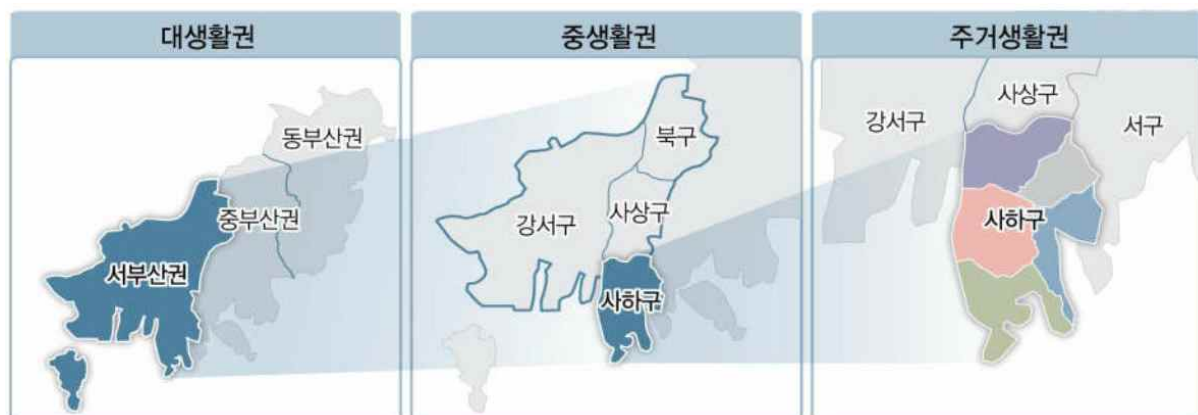 대생활권
중생활권
주거생활권
동부산권
중부산권
서부산권
북구
사상구
강서구
사하구
사상구
강서구
서구
사하구